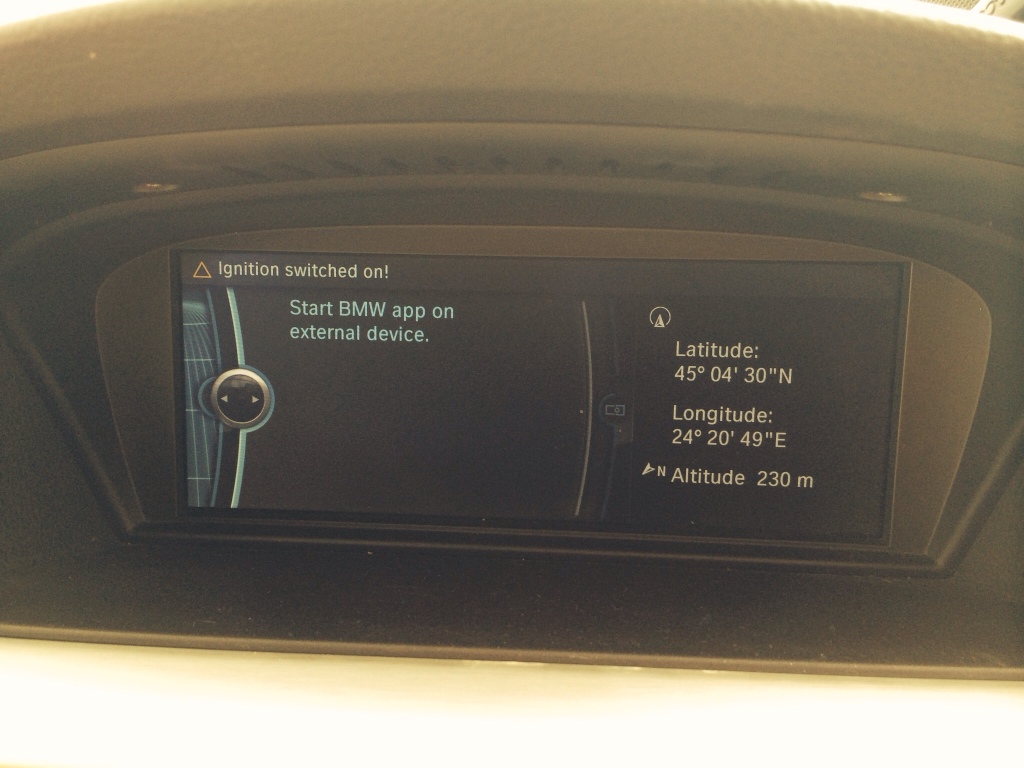 Ignition switched on!
Start BMW app on
external device.
Latitude:
45° 04' 30"N
Longitude:
24° 20' 49"E
N Altitude 230 m